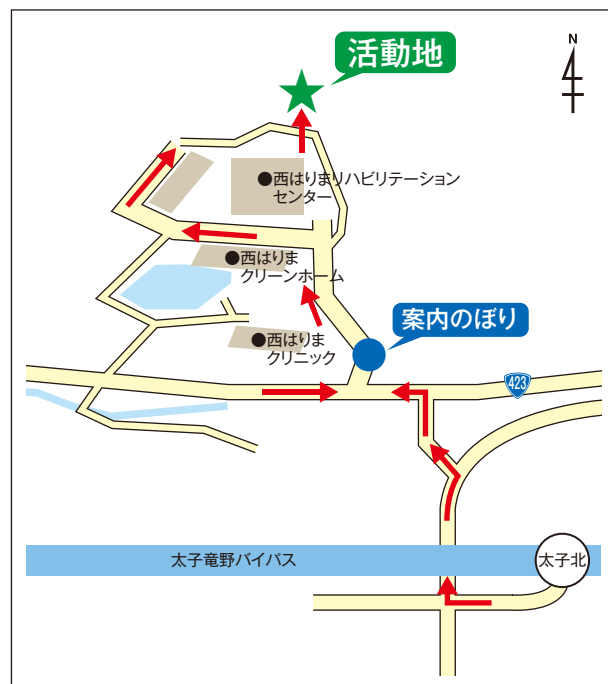 活動地
N
●西はりまリハビリテーション
センター
●西はりま
クリーンホーム
案内のぼり
●西はりま
クリニック
423
太子竜野バイパス
太子北